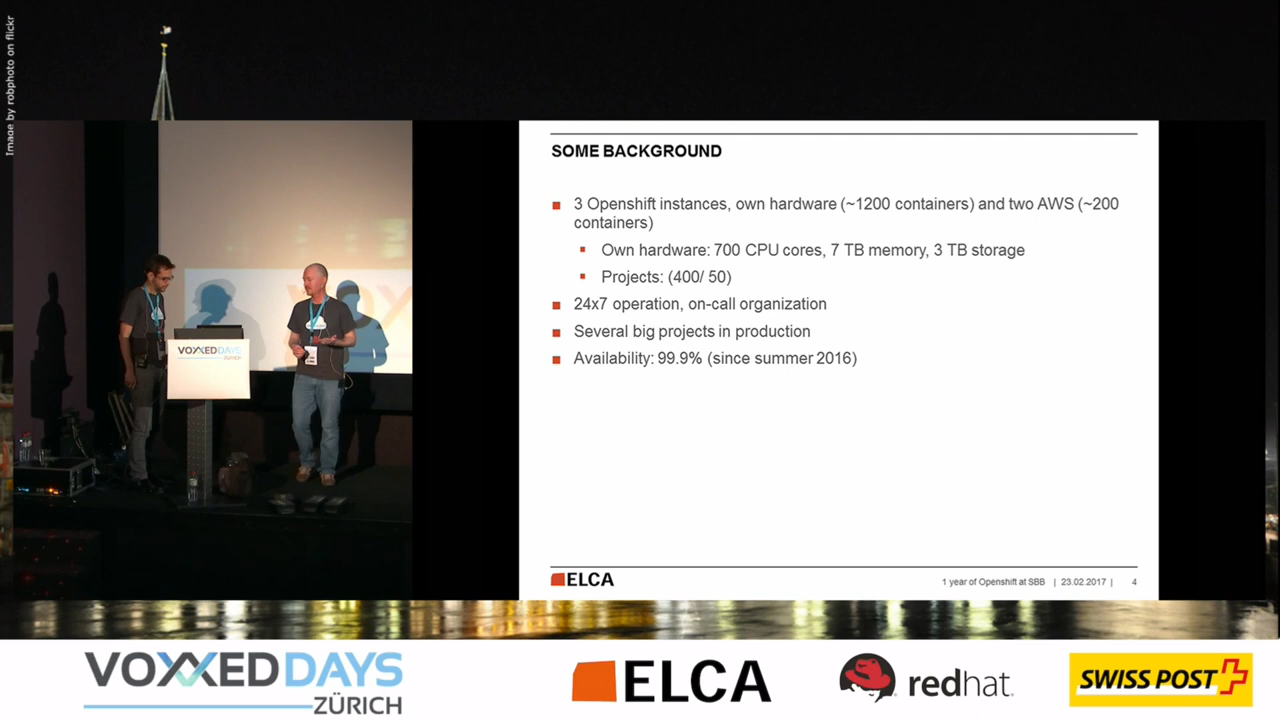 Image by robphoto on flickr
VOXXED DAYS
ZÜRICH
SOME BACKGROUND
3 Openshift instances, own hardware (~1200 containers) and two AWS (~200
containers)
Own hardware: 700 CPU cores, 7 TB memory, 3 TB storage
Projects: (400/ 50)
24x7 operation, on-call organization
Several big projects in production
Availability: 99.9% (since summer 2016)
ELCA
1 year of Openshift at SBB | 23.02.2017 | 4
VOXXED DAYS
ZÜRICH
ELCA
redhat.
SWISS POST